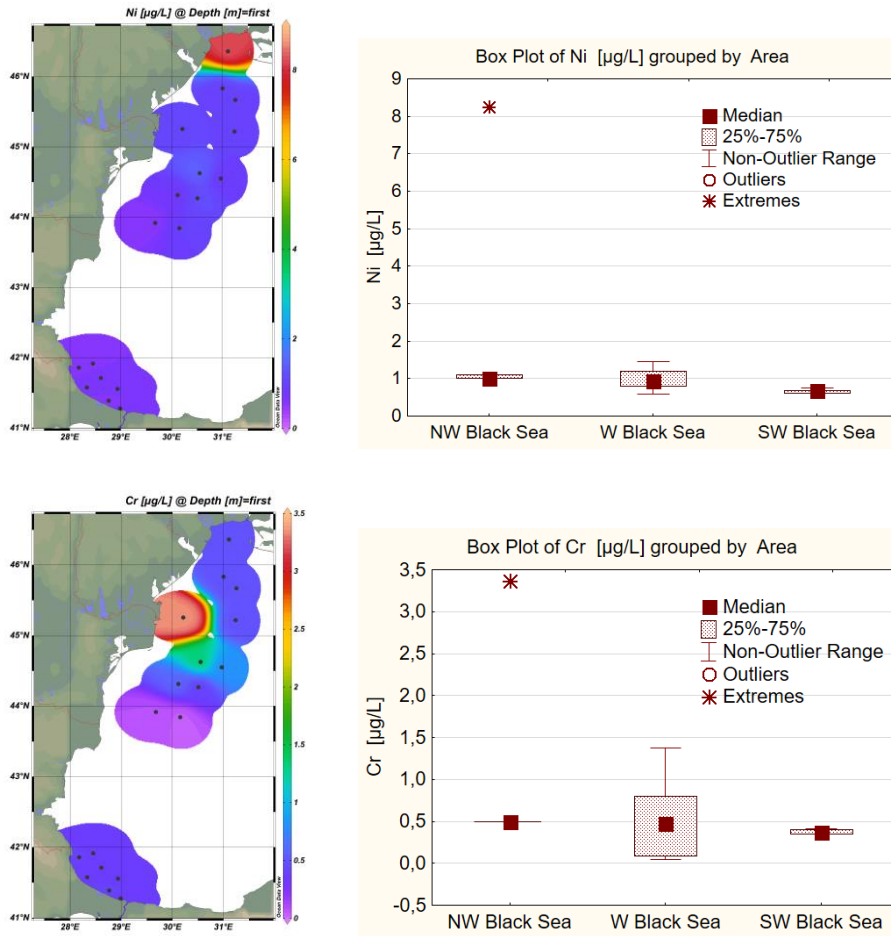 Ni [µg/L] @ Depth [m]=first
46°N
45°N
44°N
43°N
42°N
41°N
28°E
29°E
30°E
31°E
8
6
4
2
0
Ocean Data View
Box Plot of Ni [µg/L] grouped by Area
Ni [µg/L]
9
8
7
6
5
4
3
2
1
0
Median
25%-75%
Non-Outlier Range
Outliers
Extremes
NW Black Sea
W Black Sea
SW Black Sea
Cr [µg/L] @ Depth [m]=first
46°N
45°N
44°N
43°N
42°N
41°N
28°E
29°E
30°E
31°E
3.5
3
2.5
2
1.5
1
0.5
0
Ocean Data View
Box Plot of Cr [µg/L] grouped by Area
Cr [µg/L]
3,5
3,0
2,5
2,0
1,5
1,0
0,5
0,0
-0,5
Median
25%-75%
Non-Outlier Range
Outliers
Extremes
NW Black Sea
W Black Sea
SW Black Sea